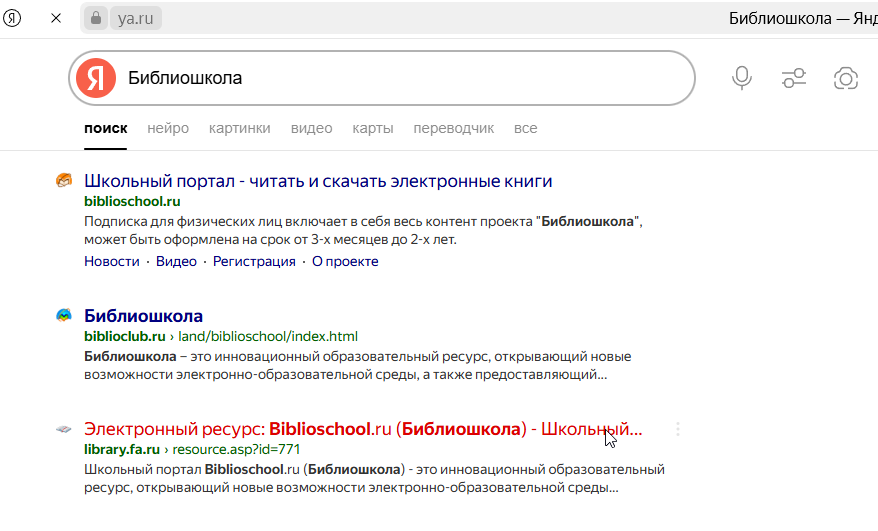 Я ya.ru Библиошкола — Янд
Я Библиошкола
поиск нейро картинки видео карты переводчик все
Школьный портал - читать и скачать электронные книги
biblioschool.ru
Подписка для физических лиц включает в себя весь контент проекта "Библиошкола",
может быть оформлена на срок от 3-х месяцев до 2-х лет.
Новости · Видео · Регистрация · О проекте
Библиошкола
biblioclub.ru › land/biblioschool/index.html
Библиошкола – это инновационный образовательный ресурс, открывающий новые
возможности электронно-образовательной среды, а также предоставляющий...
Электронный ресурс: Biblioschool.ru (Библиошкола) - Школьный...
library.fa.ru › resource.asp?id=771
Школьный портал Biblioschool.ru (Библиошкола) - это инновационный образовательный
ресурс, открывающий новые возможности электронно-образовательной среды...